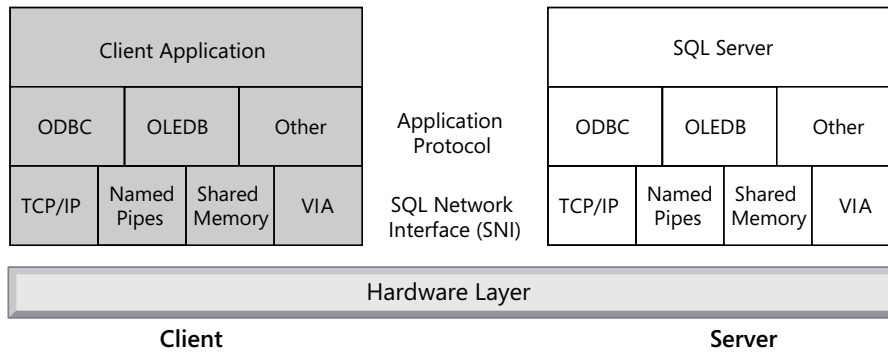 Client Application
SQL Server
ODBC
OLEDB
Other
Application
Protocol
ODBC
OLEDB
Other
TCP/IP
Named
Pipes
Shared
Memory
VIA
SQL Network
Interface (SNI)
TCP/IP
Named
Pipes
Shared
Memory
VIA
Hardware Layer
Client
Server